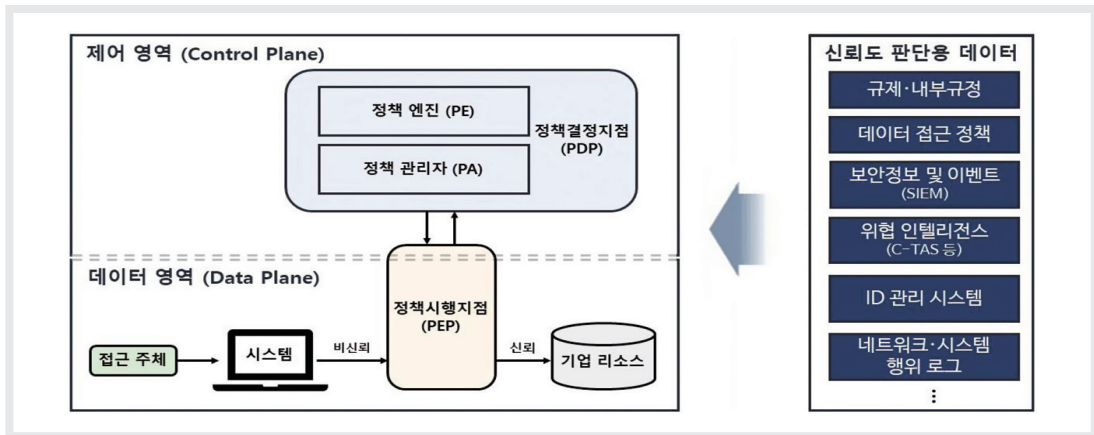 제어 영역 (Control Plane)
정책 엔진 (PE)
정책 관리자 (PA)
정책결정지점
(PDP)
데이터 영역 (Data Plane)
접근 주체
시스템
비신뢰
정책시행지점
(PEP)
신뢰
기업 리소스
신뢰도 판단용 데이터
규제·내부규정
데이터 접근 정책
보안정보 및 이벤트
(SIEM)
위협 인텔리전스
(C-TAS 등)
ID 관리 시스템
네트워크·시스템
행위 로그
⋮